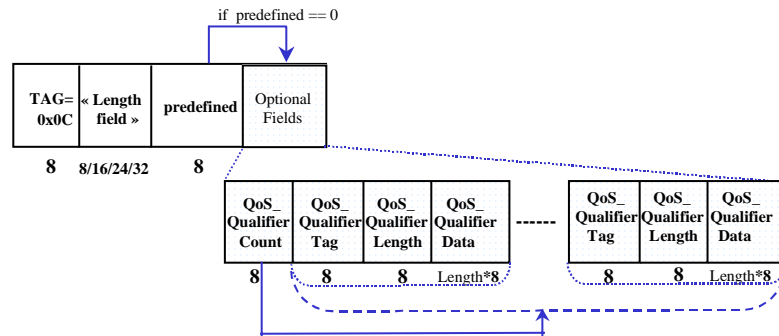 if predefined == 0
TAG= « Length predefined Optional
0x0C field » Fields
8 8/16/24/32 8
QoS_ QoS_ QoS_ QoS_ QoS_ QoS_ QoS_
Qualifier Qualifier Qualifier Qualifier ------ Qualifier Qualifier Qualifier
Count Tag Length Data Tag Length Data
8 8 8 Length*8 8 8 Length*8